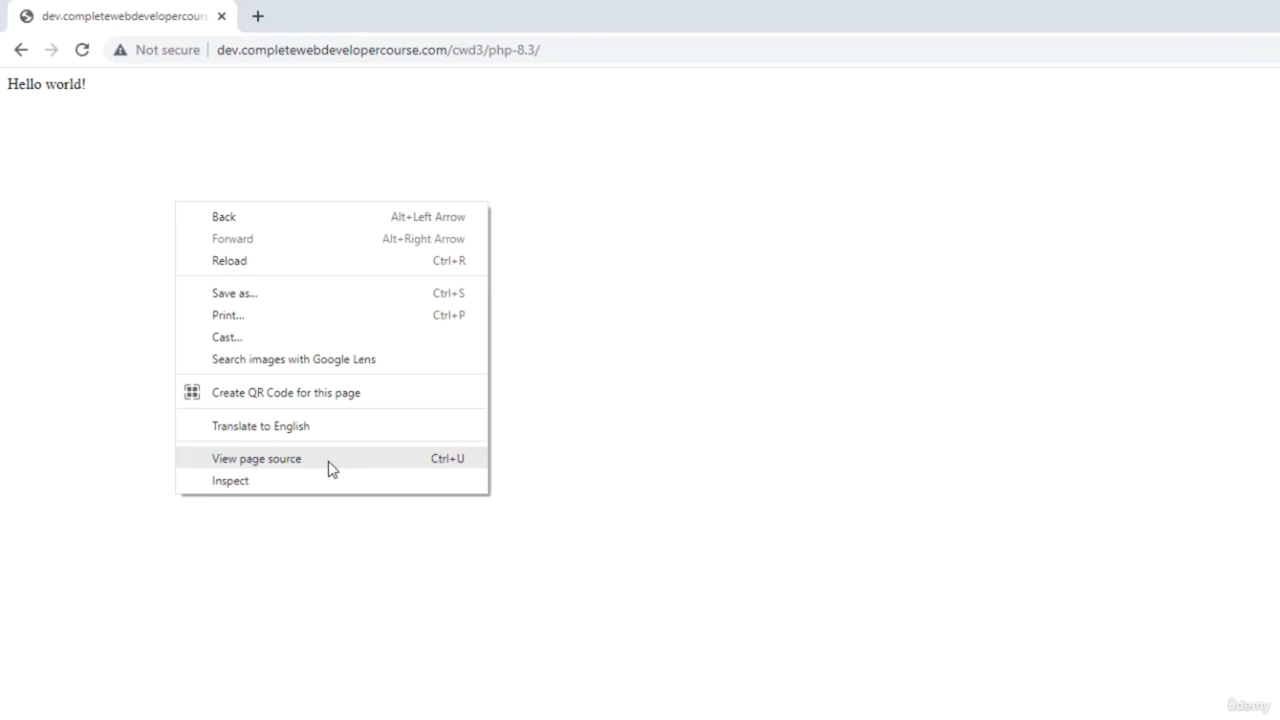 dev.completewebdevelopercours
Not secure dev.completewebdevelopercourse.com/cwd3/php-8.3/
Hello world!
Back Alt+Left Arrow
Forward Alt+Right Arrow
Reload Ctrl+R
Save as... Ctrl+S
Print... Ctrl+P
Cast...
Search images with Google Lens
Create QR Code for this page
Translate to English
View page source Ctrl+U
Inspect
ûdemy